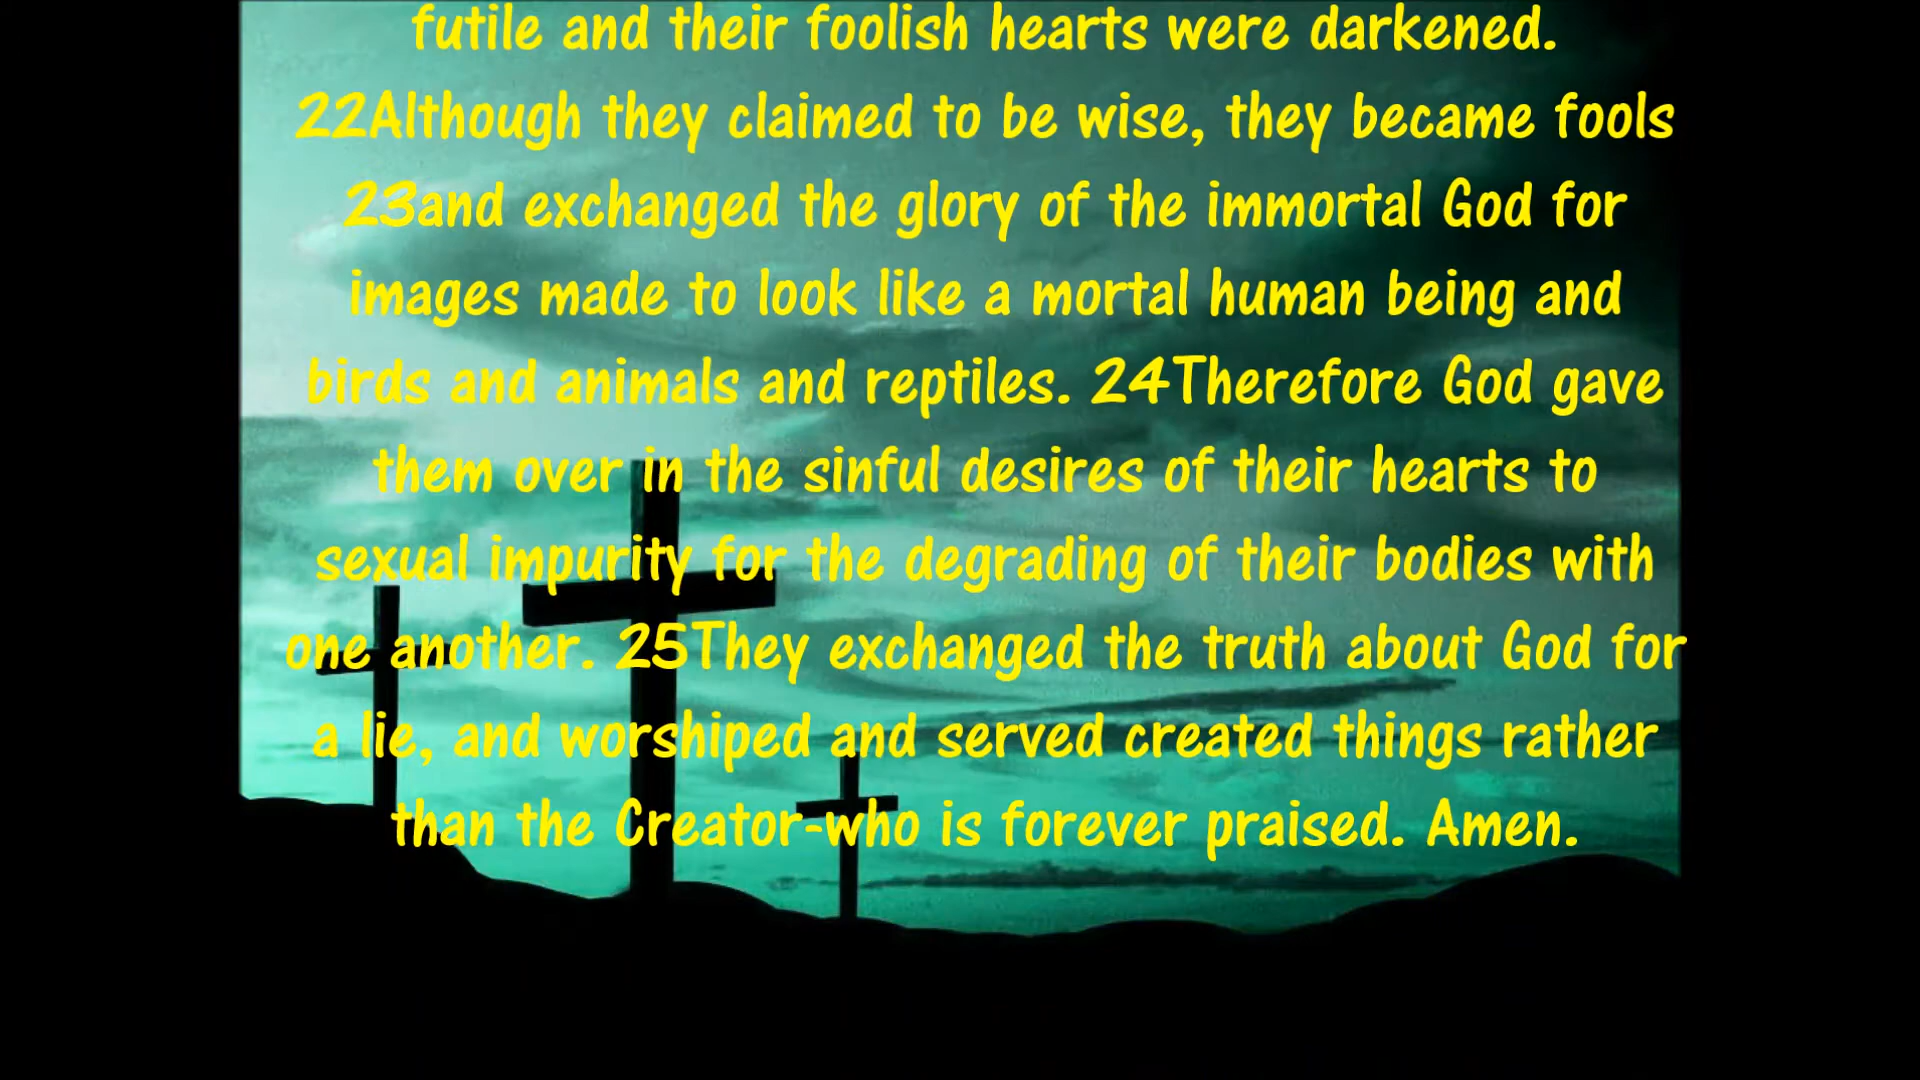 futile and their foolish hearts were darkened.
22Although they claimed to be wise, they became fools
23and exchanged the glory of the immortal God for
images made to look like a mortal human being and
birds and animals and reptiles. 24Therefore God gave
them over in the sinful desires of their hearts to
sexual impurity for the degrading of their bodies with
one another. 25They exchanged the truth about God for
a lie, and worshiped and served created things rather
than the Creator-who is forever praised. Amen.